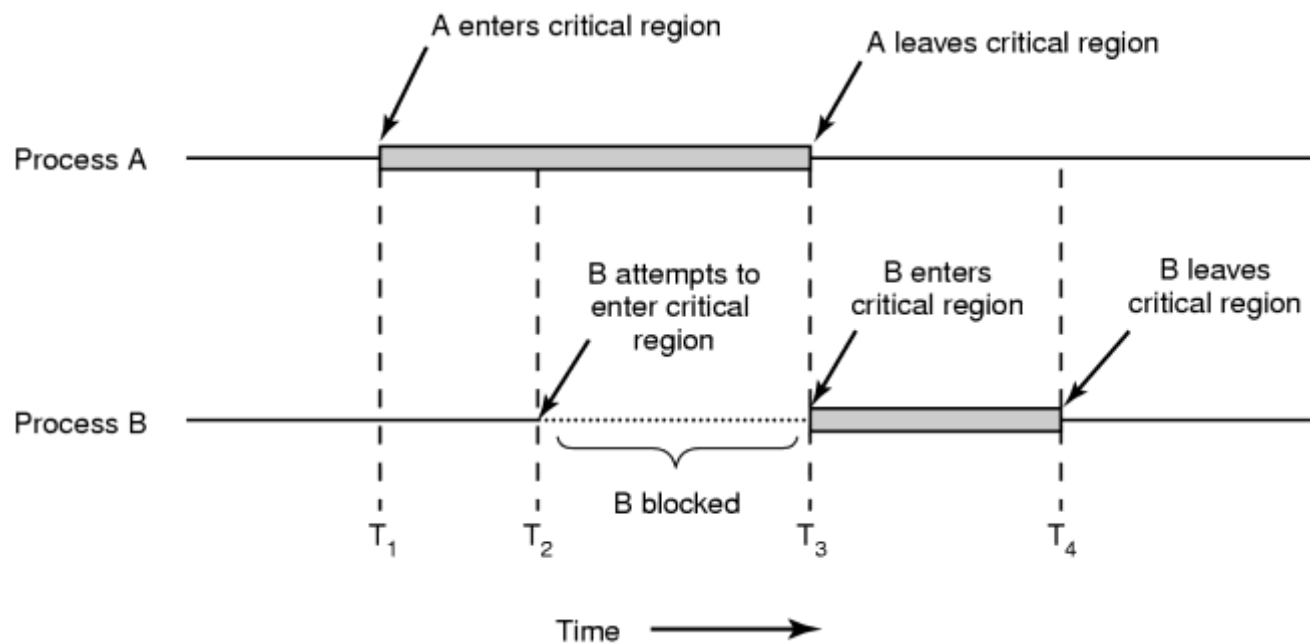 A enters critical region
A leaves critical region
Process A
B attempts to
enter critical
region
B enters
critical region
B leaves
critical region
Process B
B blocked
T1
T2
T3
T4
Time